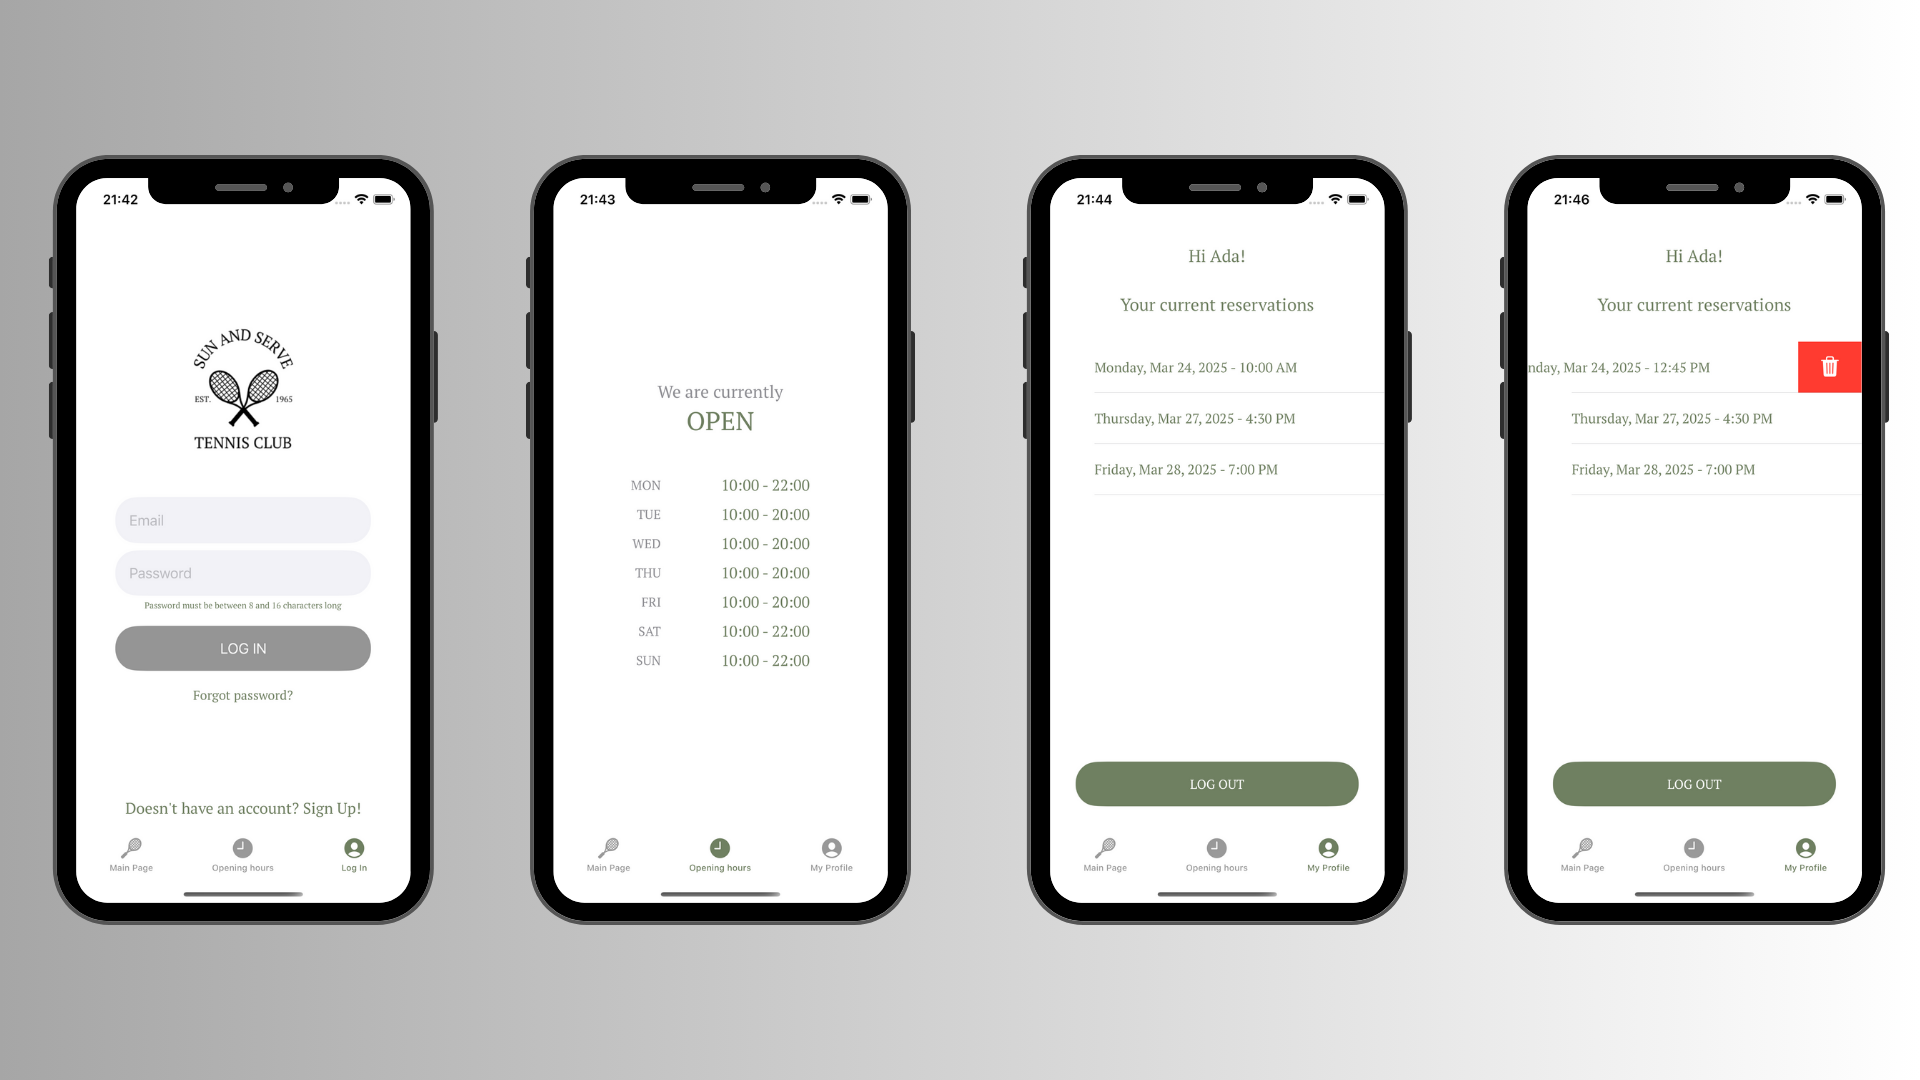 21:42
SUN AND SERVE
EST. 1965
TENNIS CLUB
Email
Password
Password must be between 8 and 16 characters long
LOG IN
Forgot password?
Doesn't have an account? Sign Up!
Main Page Opening hours Log In
21:43
We are currently
OPEN
MON 10:00 - 22:00
TUE 10:00 - 20:00
WED 10:00 - 20:00
THU 10:00 - 20:00
FRI 10:00 - 20:00
SAT 10:00 - 22:00
SUN 10:00 - 22:00
Main Page Opening hours My Profile
21:44
Hi Ada!
Your current reservations
Monday, Mar 24, 2025 - 10:00 AM
Thursday, Mar 27, 2025 - 4:30 PM
Friday, Mar 28, 2025 - 7:00 PM
LOG OUT
Main Page Opening hours My Profile
21:46
Hi Ada!
Your current reservations
nday, Mar 24, 2025 - 12:45 PM
Thursday, Mar 27, 2025 - 4:30 PM
Friday, Mar 28, 2025 - 7:00 PM
LOG OUT
Main Page Opening hours My Profile